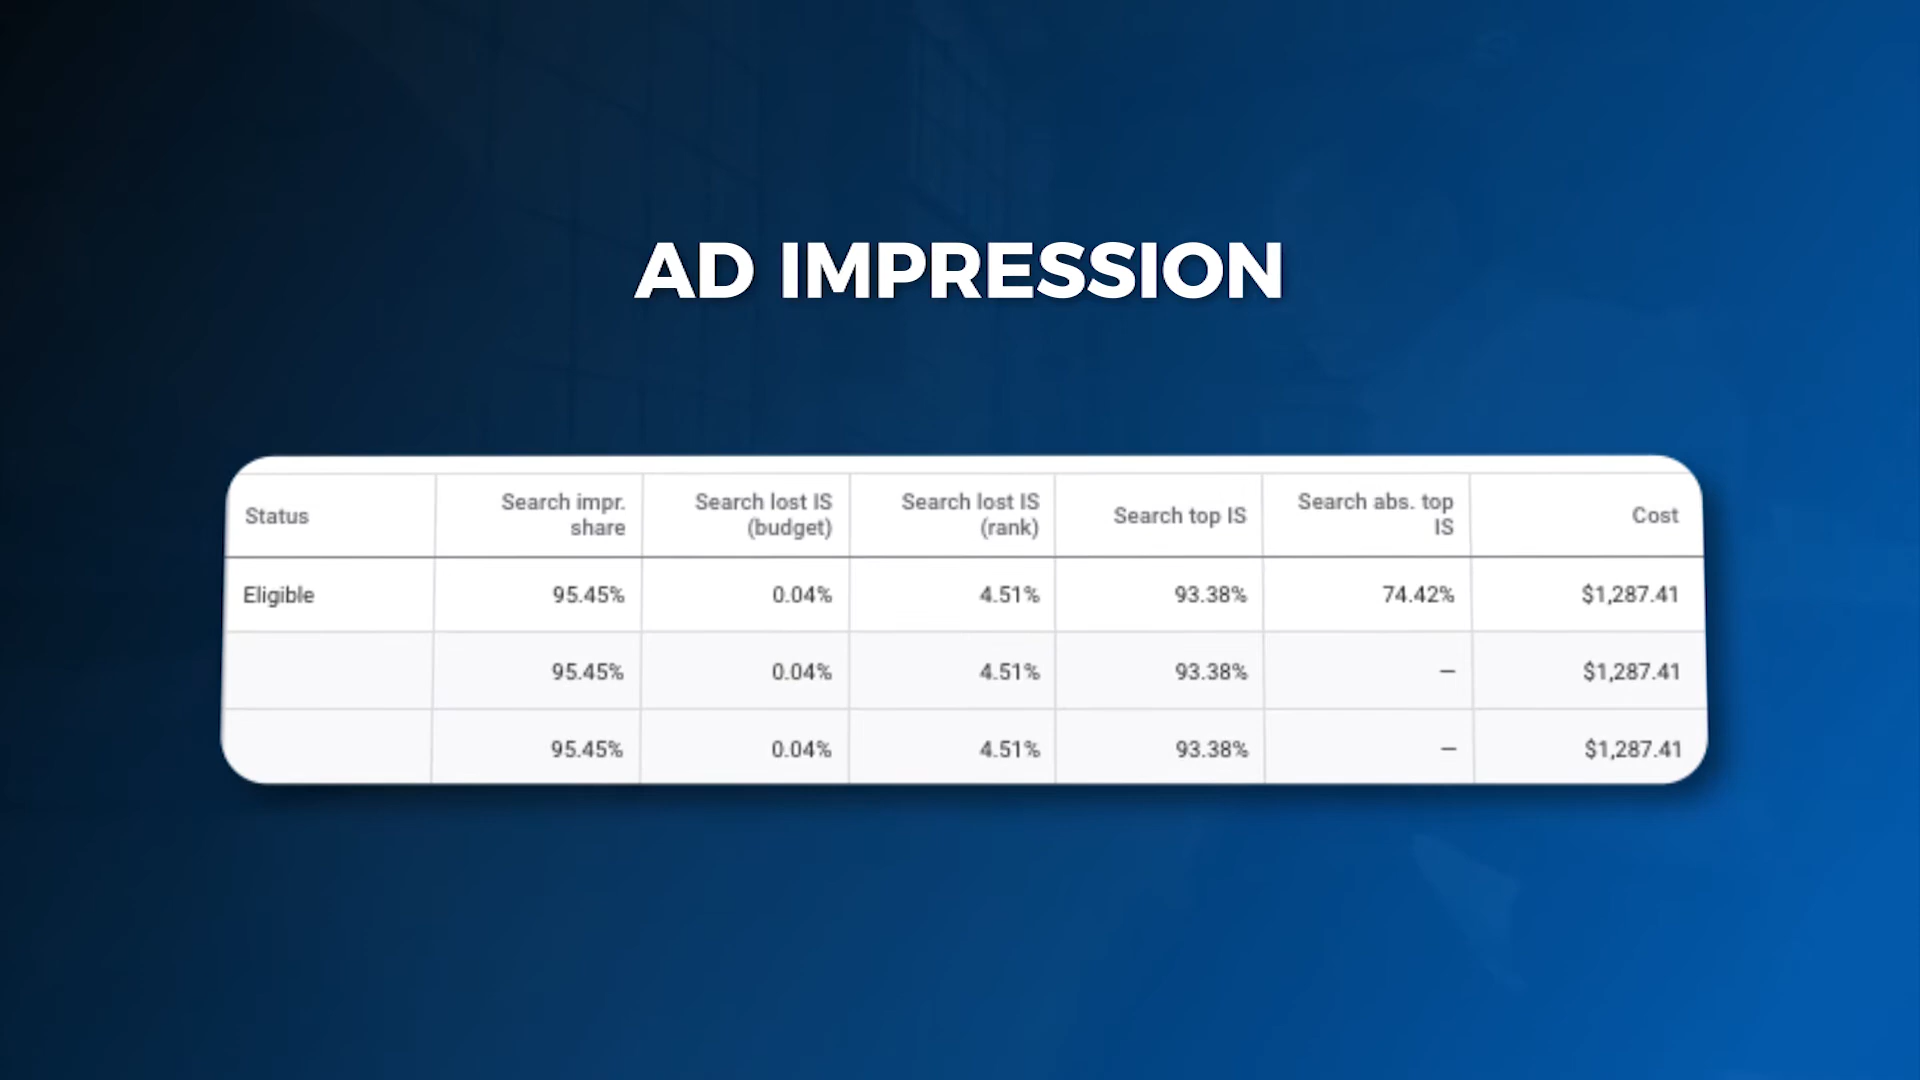 AD IMPRESSION
Status Search impr. share Search lost IS (budget) Search lost IS (rank) Search top IS Search abs. top IS Cost
Eligible 95.45% 0.04% 4.51% 93.38% 74.42% $1,287.41
95.45% 0.04% 4.51% 93.38% — $1,287.41
95.45% 0.04% 4.51% 93.38% — $1,287.41